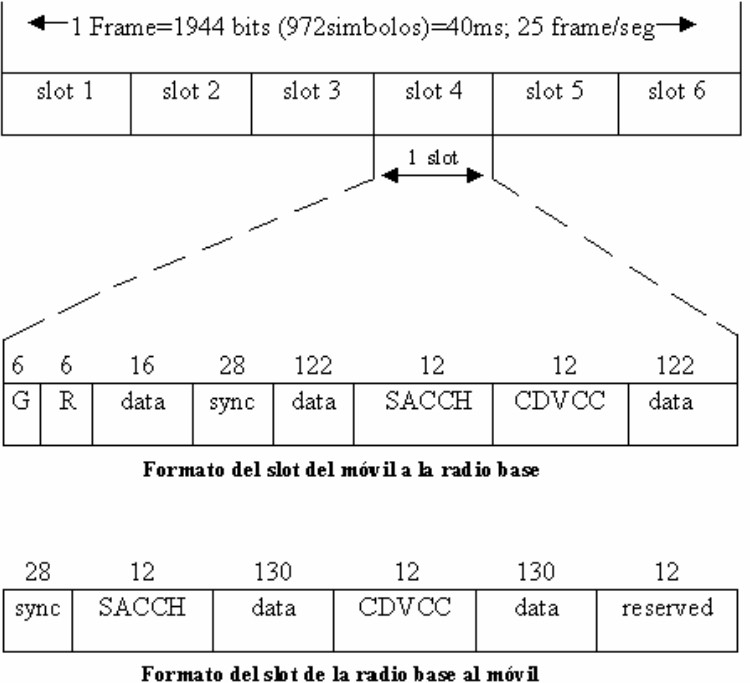 1 Frame=1944 bits (972simbolos)=40ms; 25 frame/seg
slot 1 slot 2 slot 3 slot 4 slot 5 slot 6
1 slot
6 6 16 28 122 12 12 122
G R data sync data SACCH CDVCC data
Formato del slot del móvil a la radio base
28 12 130 12 130 12
sync SACCH data CDVCC data reserved
Formato del slot de la radio base al móvil